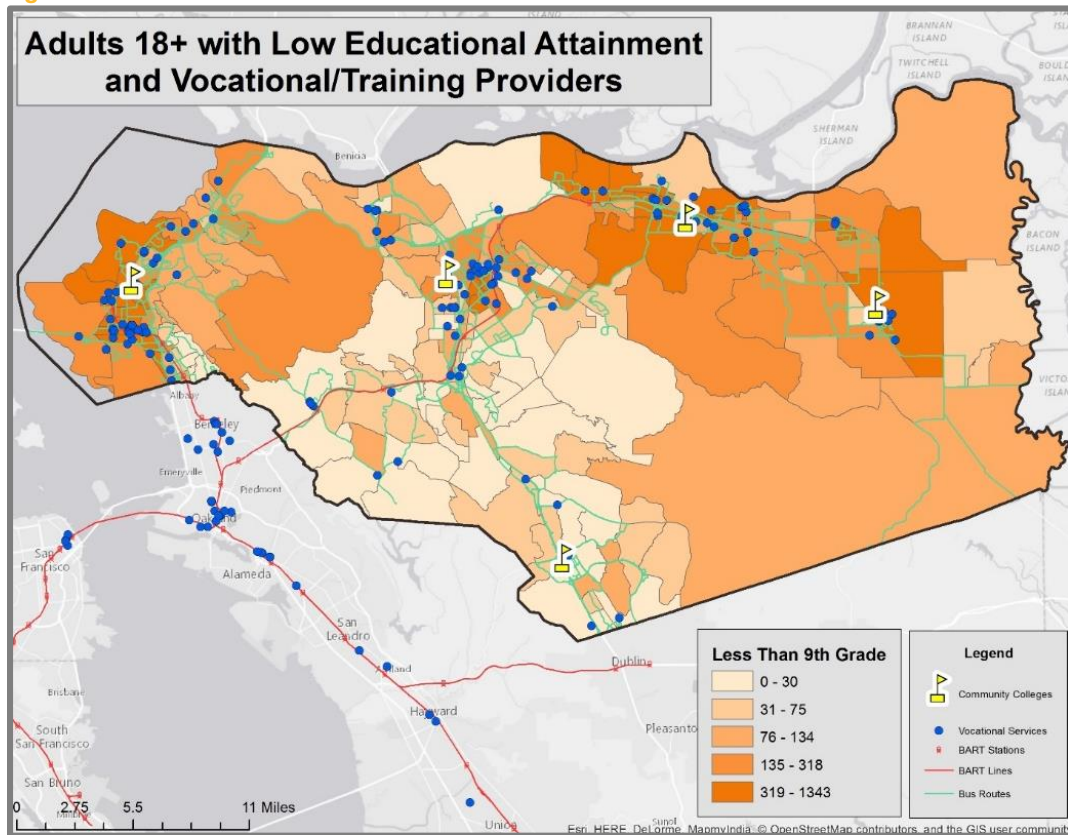 Adults 18+ with Low Educational Attainment
and Vocational/Training Providers
BRANNAN
ISLAND
TWITCHELL
ISLAND
SHERMAN
ISLAND
Benicia
BACON
ISLAND
Albany
Berkeley
Emeryville
Piedmont
Oakland
San
Francisco
Alameda
San
Leandro
Hayward
Dublin
Brisbane
South
San Francisco
San Bruno
0 2.75 5.5 11 Miles
Less Than 9th Grade
0 - 30
31 - 75
76 - 134
135 - 318
319 - 1343
Legend
Community Colleges
Vocational Services
BART Stations
BART Lines
Bus Routes
Pleasanto
Union
Sunol
Esri, HERE, DeLorme, MapmyIndia, © OpenStreetMap contributors, and the GIS user community